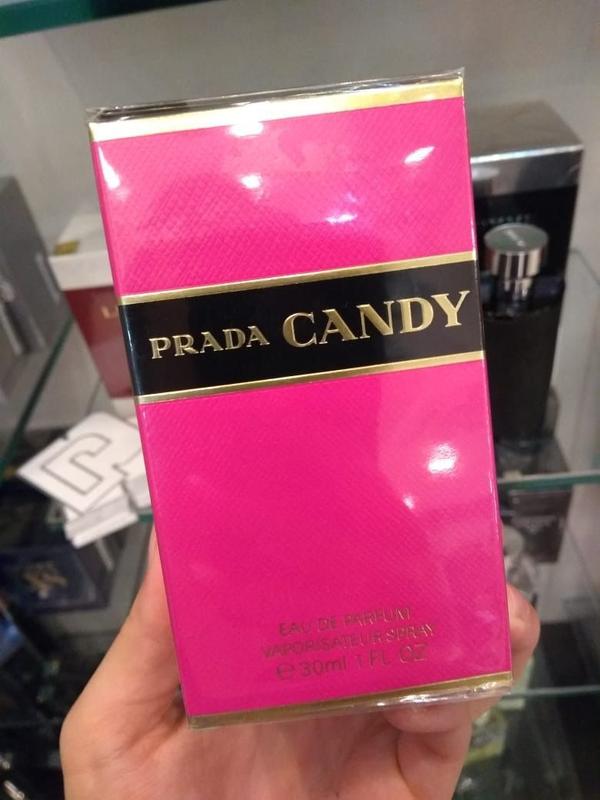 PRADA CANDY
EAU DE PARFUM
VAPORISATEUR SPRAY
℮ 30ml 1 FL OZ